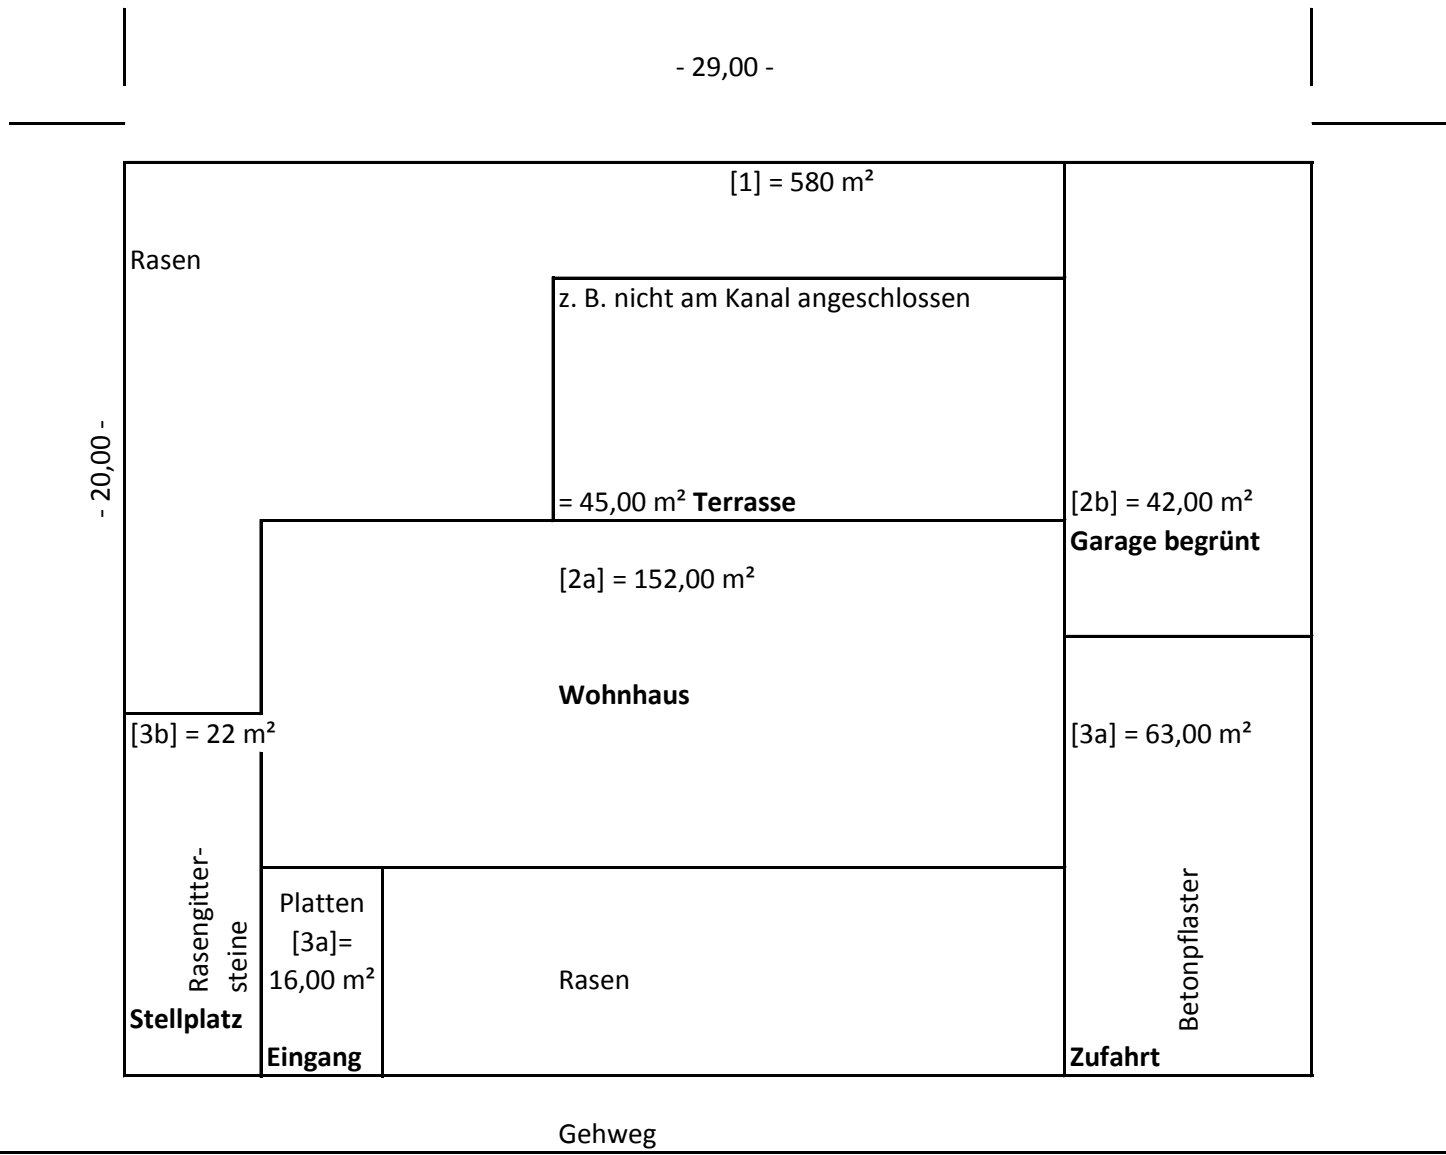 - 29,00 -
[1] = 580 m²
Rasen
z. B. nicht am Kanal angeschlossen
- 20,00 -
= 45,00 m² Terrasse
[2b] = 42,00 m²
Garage begrünt
[2a] = 152,00 m²
Wohnhaus
[3b] = 22 m²
[3a] = 63,00 m²
Rasengitter-
steine
Platten
[3a]=
16,00 m²
Rasen
Betonpflaster
Stellplatz
Eingang
Zufahrt
Gehweg